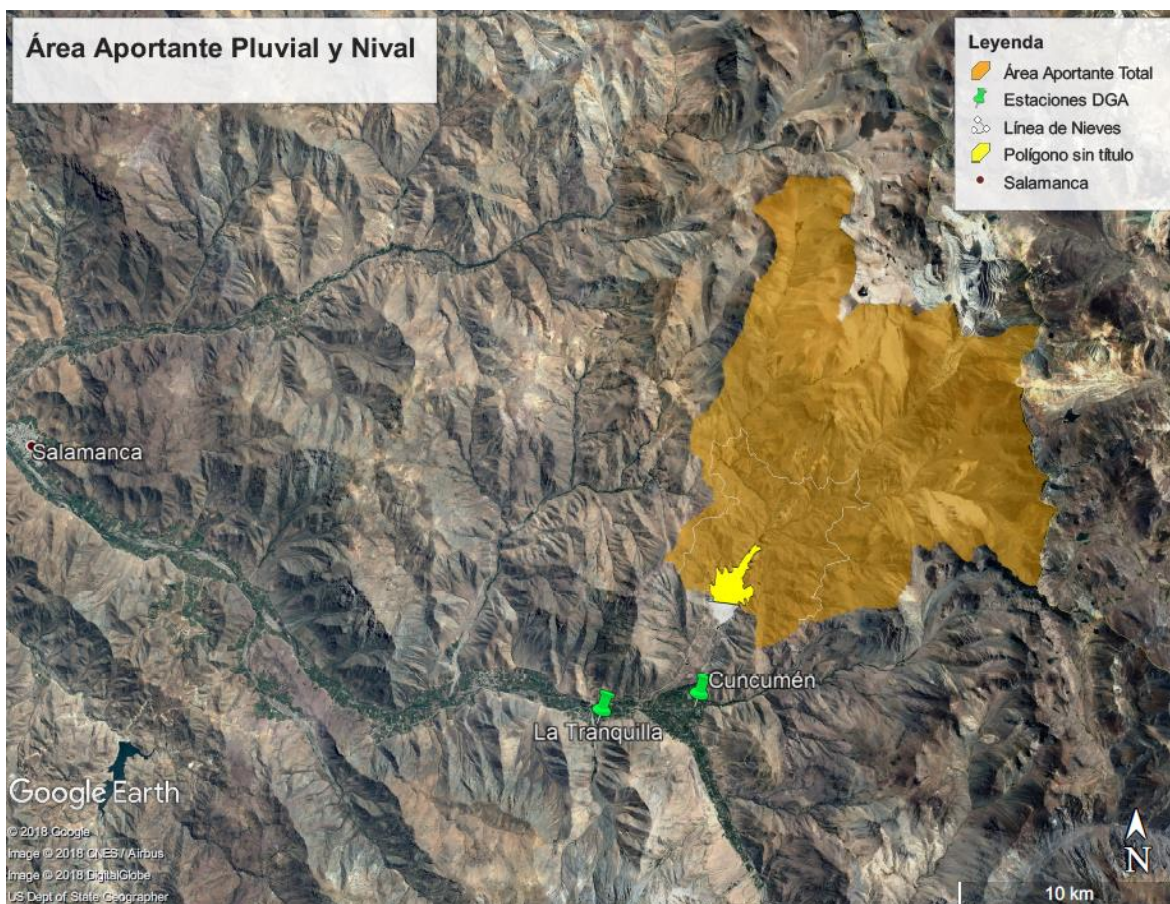 Área Aportante Pluvial y Nival
Leyenda
Área Aportante Total
Estaciones DGA
Línea de Nieves
Polígono sin título
Salamanca
Salamanca
Cuncumén
La Tranquilla
Google Earth
© 2018 Google
Image © 2018 CNES / Airbus
Image © 2018 DigitalGlobe
US Dept of State Geographer
N
10 km